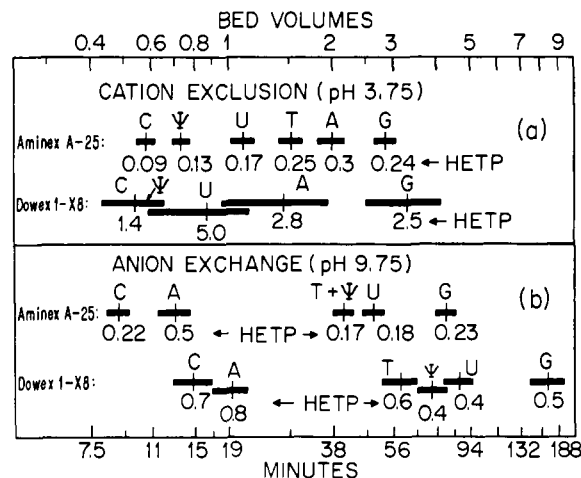 BED VOLUMES
0.4 0.6 0.8 1 2 3 5 7 9
CATION EXCLUSION (pH 3.75)
(a)
C Ψ U T A G
Aminex A-25:
0.09 0.13 0.17 0.25 0.3 0.24 ← HETP
C Ψ U A G
Dowex 1-X8:
1.4 5.0 2.8 2.5 ← HETP
ANION EXCHANGE (pH 9.75)
(b)
C A T+Ψ U G
Aminex A-25:
0.22 0.5 ← HETP → 0.17 0.18 0.23
C A T Ψ U G
Dowex 1-X8:
0.7 0.8 ← HETP → 0.6 0.4 0.4 0.5
7.5 11 15 19 38 56 94 132 188
MINUTES